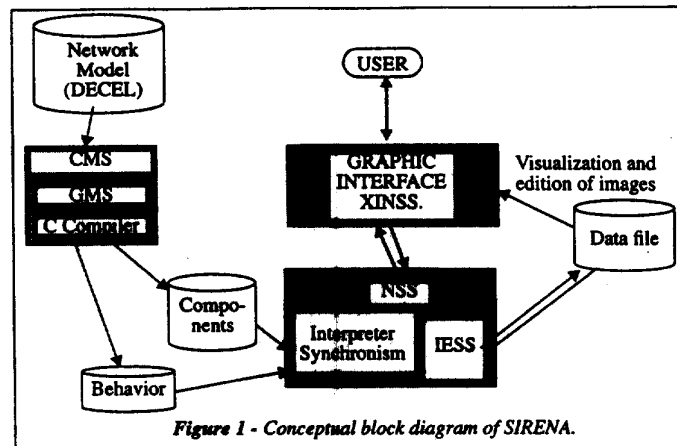 Network
Model
(DECEL)
USER
CMS
GMS
C Compiler
GRAPHIC
INTERFACE
XINSS.
Visualization and
edition of images
Data file
NSS
Compo-
nents
Interpreter
Synchronism
IESS
Behavior
Figure 1 - Conceptual block diagram of SIRENA.